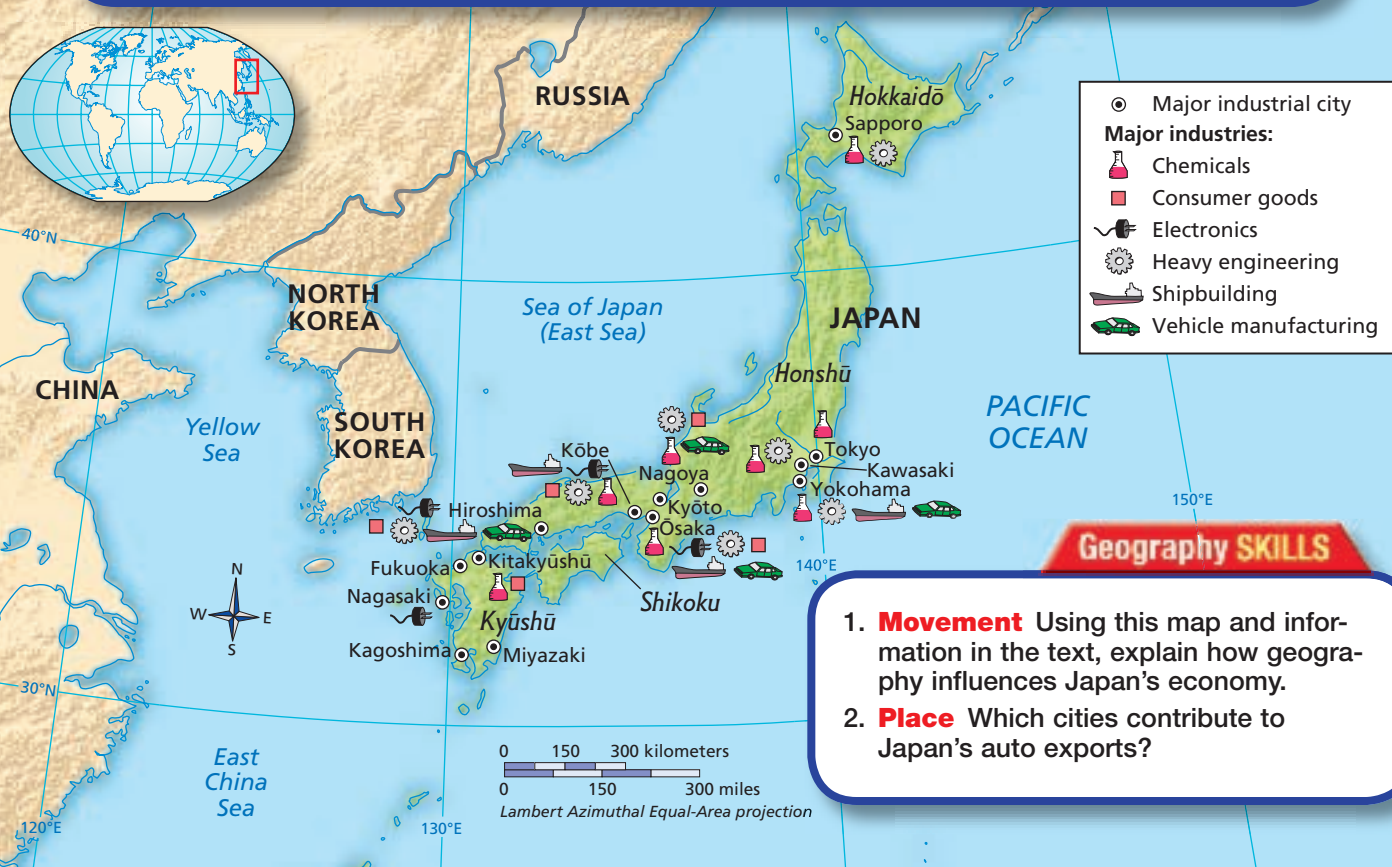 RUSSIA
Hokkaidō
Sapporo
Major industrial city
Major industries:
Chemicals
Consumer goods
Electronics
Heavy engineering
Shipbuilding
Vehicle manufacturing
40°N
NORTH
KOREA
Sea of Japan
(East Sea)
JAPAN
CHINA
Honshū
Yellow
Sea
SOUTH
KOREA
PACIFIC
OCEAN
Kōbe
Nagoya
Tokyo
Kawasaki
Yokohama
Kyōto
Ōsaka
Hiroshima
150°E
140°E
Fukuoka
Kitakyūshū
Nagasaki
Shikoku
Kyūshū
Kagoshima
Miyazaki
N
W
E
S
30°N
East
China
Sea
0 150 300 kilometers
0 150 300 miles
Lambert Azimuthal Equal-Area projection
120°E
130°E
Geography SKILLS
1. Movement Using this map and infor-
mation in the text, explain how geogra-
phy influences Japan's economy.
2. Place Which cities contribute to
Japan's auto exports?